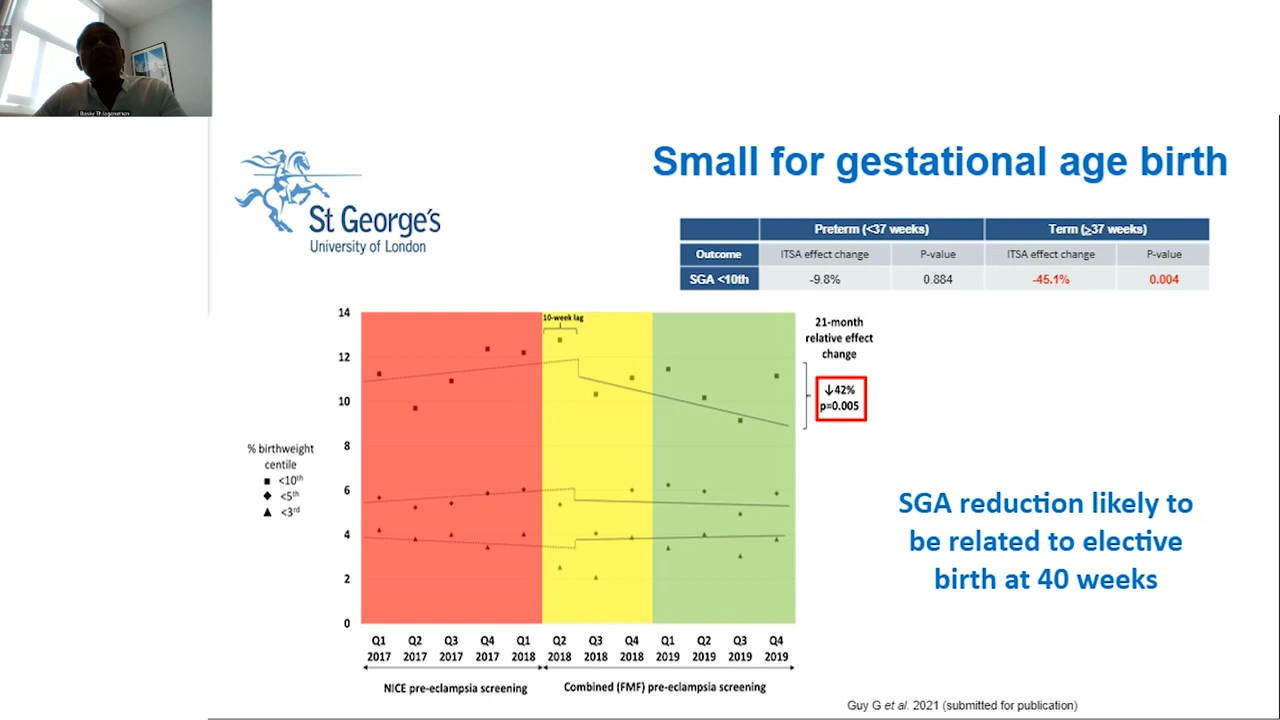 Small for gestational age birth
St George's
University of London
Preterm (<37 weeks) Term (≥37 weeks)
Outcome ITSA effect change P-value ITSA effect change P-value
SGA <10th -9.8% 0.884 -45.1% 0.004
14
12
10
8
6
4
2
0
10-week lag
21-month
relative effect
change
↓42%
p=0.005
% birthweight
centile
<10th
<5th
<3rd
SGA reduction likely to
be related to elective
birth at 40 weeks
Q1 Q2 Q3 Q4 Q1 Q2 Q3 Q4 Q1 Q2 Q3 Q4
2017 2017 2017 2017 2018 2018 2018 2018 2019 2019 2019 2019
NICE pre-eclampsia screening
Combined (FMF) pre-eclampsia screening
Guy G et al. 2021 (submitted for publication)